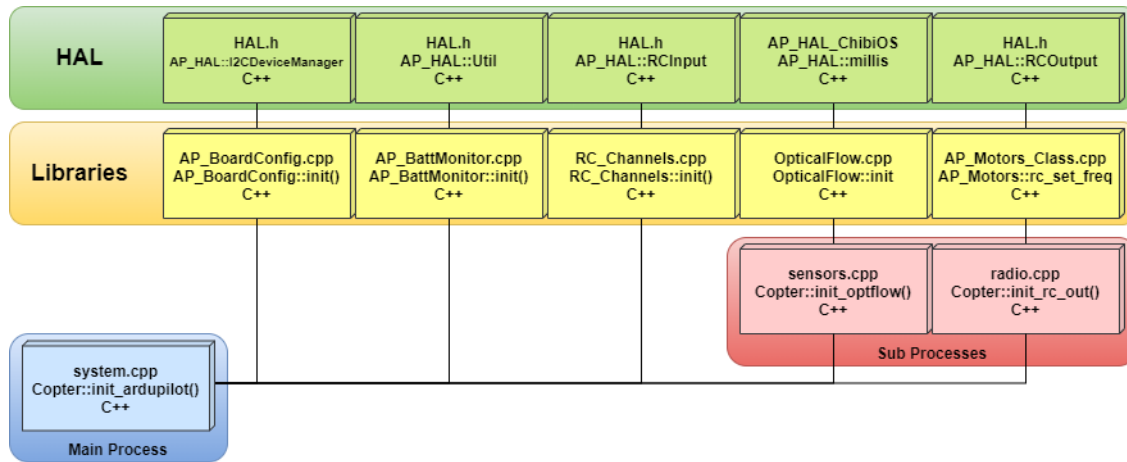 HAL
HAL.h
AP_HAL::I2CDeviceManager
C++
HAL.h
AP_HAL::Util
C++
HAL.h
AP_HAL::RCInput
C++
AP_HAL_ChibiOS
AP_HAL::millis
C++
HAL.h
AP_HAL::RCOutput
C++
Libraries
AP_BoardConfig.cpp
AP_BoardConfig::init()
C++
AP_BattMonitor.cpp
AP_BattMonitor::init()
C++
RC_Channels.cpp
RC_Channels::init()
C++
OpticalFlow.cpp
OpticalFlow::init
C++
AP_Motors_Class.cpp
AP_Motors::rc_set_freq
C++
sensors.cpp
Copter::init_optflow()
C++
radio.cpp
Copter::init_rc_out()
C++
Sub Processes
system.cpp
Copter::init_ardupilot()
C++
Main Process